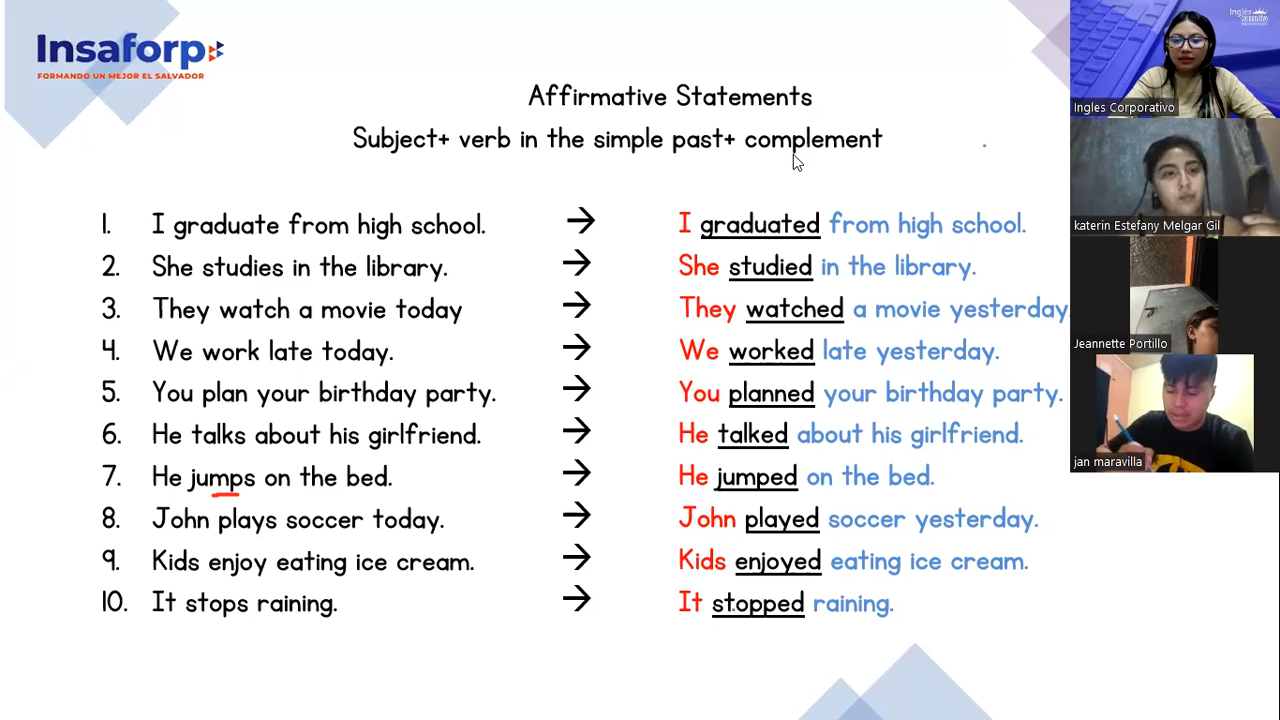 Insaforp
FORMANDO UN MEJOR EL SALVADOR
Affirmative Statements
Subject+ verb in the simple past+ complement
1. I graduate from high school. → I graduated from high school.
2. She studies in the library. → She studied in the library.
3. They watch a movie today → They watched a movie yesterday.
4. We work late today. → We worked late yesterday.
5. You plan your birthday party. → You planned your birthday party.
6. He talks about his girlfriend. → He talked about his girlfriend.
7. He jumps on the bed. → He jumped on the bed.
8. John plays soccer today. → John played soccer yesterday.
9. Kids enjoy eating ice cream. → Kids enjoyed eating ice cream.
10. It stops raining. → It stopped raining.
Inglés
Ingles Corporativo
katerin Estefany Melgar Gil
Jeannette Portillo
jan maravilla